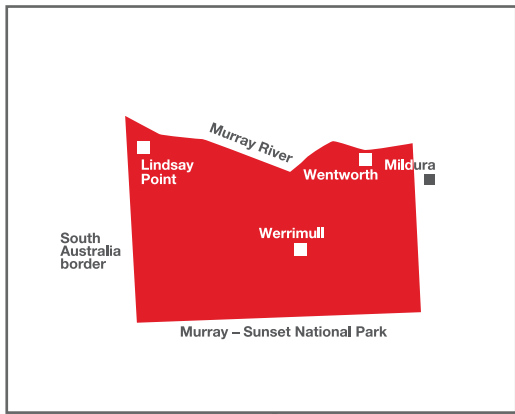 Murray River
Lindsay
Point
Wentworth
Mildura
South
Australia
border
Werrimull
Murray – Sunset National Park